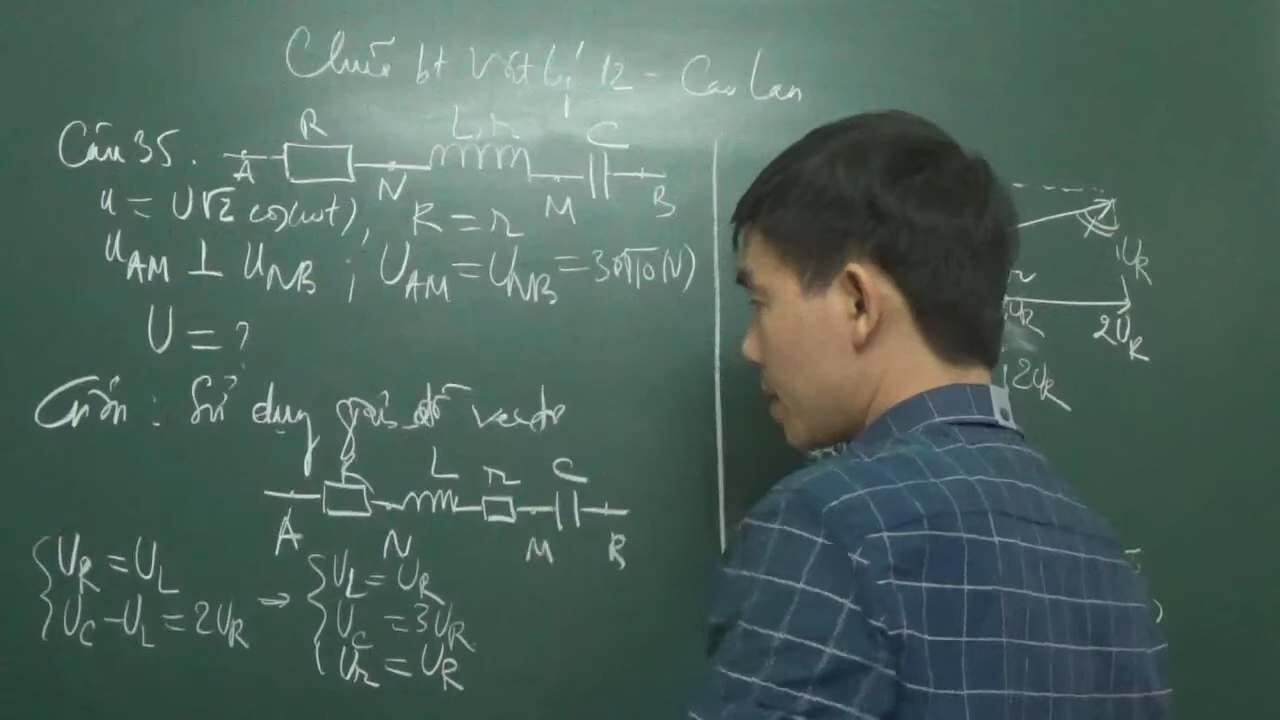 Chuỗi bt Vật lý 12 - Cao Lan
R L,r C
Câu 35. A N M B
u = U√2 cos(ωt), R = r
u_AM ⊥ u_NB ; U_AM = U_NB = 30√10 (V)
U = ?
: Sử dụng giản đồ vectơ
L r C
A N M B
{ U_R = U_L
U_C - U_L = 2U_R → { U_L = U_R
U_C = 3U_R
U_r = U_R
U_R
2U_R
2U_R